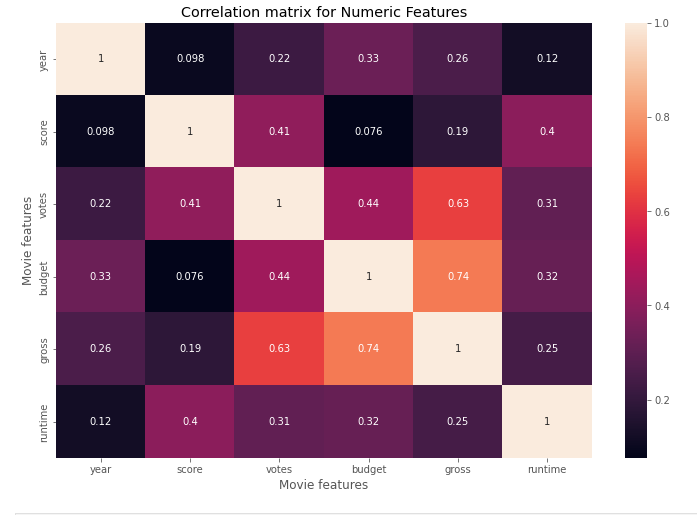 Correlation matrix for Numeric Features
Movie features
year 1 0.098 0.22 0.33 0.26 0.12
score 0.098 1 0.41 0.076 0.19 0.4
votes 0.22 0.41 1 0.44 0.63 0.31
budget 0.33 0.076 0.44 1 0.74 0.32
gross 0.26 0.19 0.63 0.74 1 0.25
runtime 0.12 0.4 0.31 0.32 0.25 1
year score votes budget gross runtime
Movie features
1.0
0.8
0.6
0.4
0.2